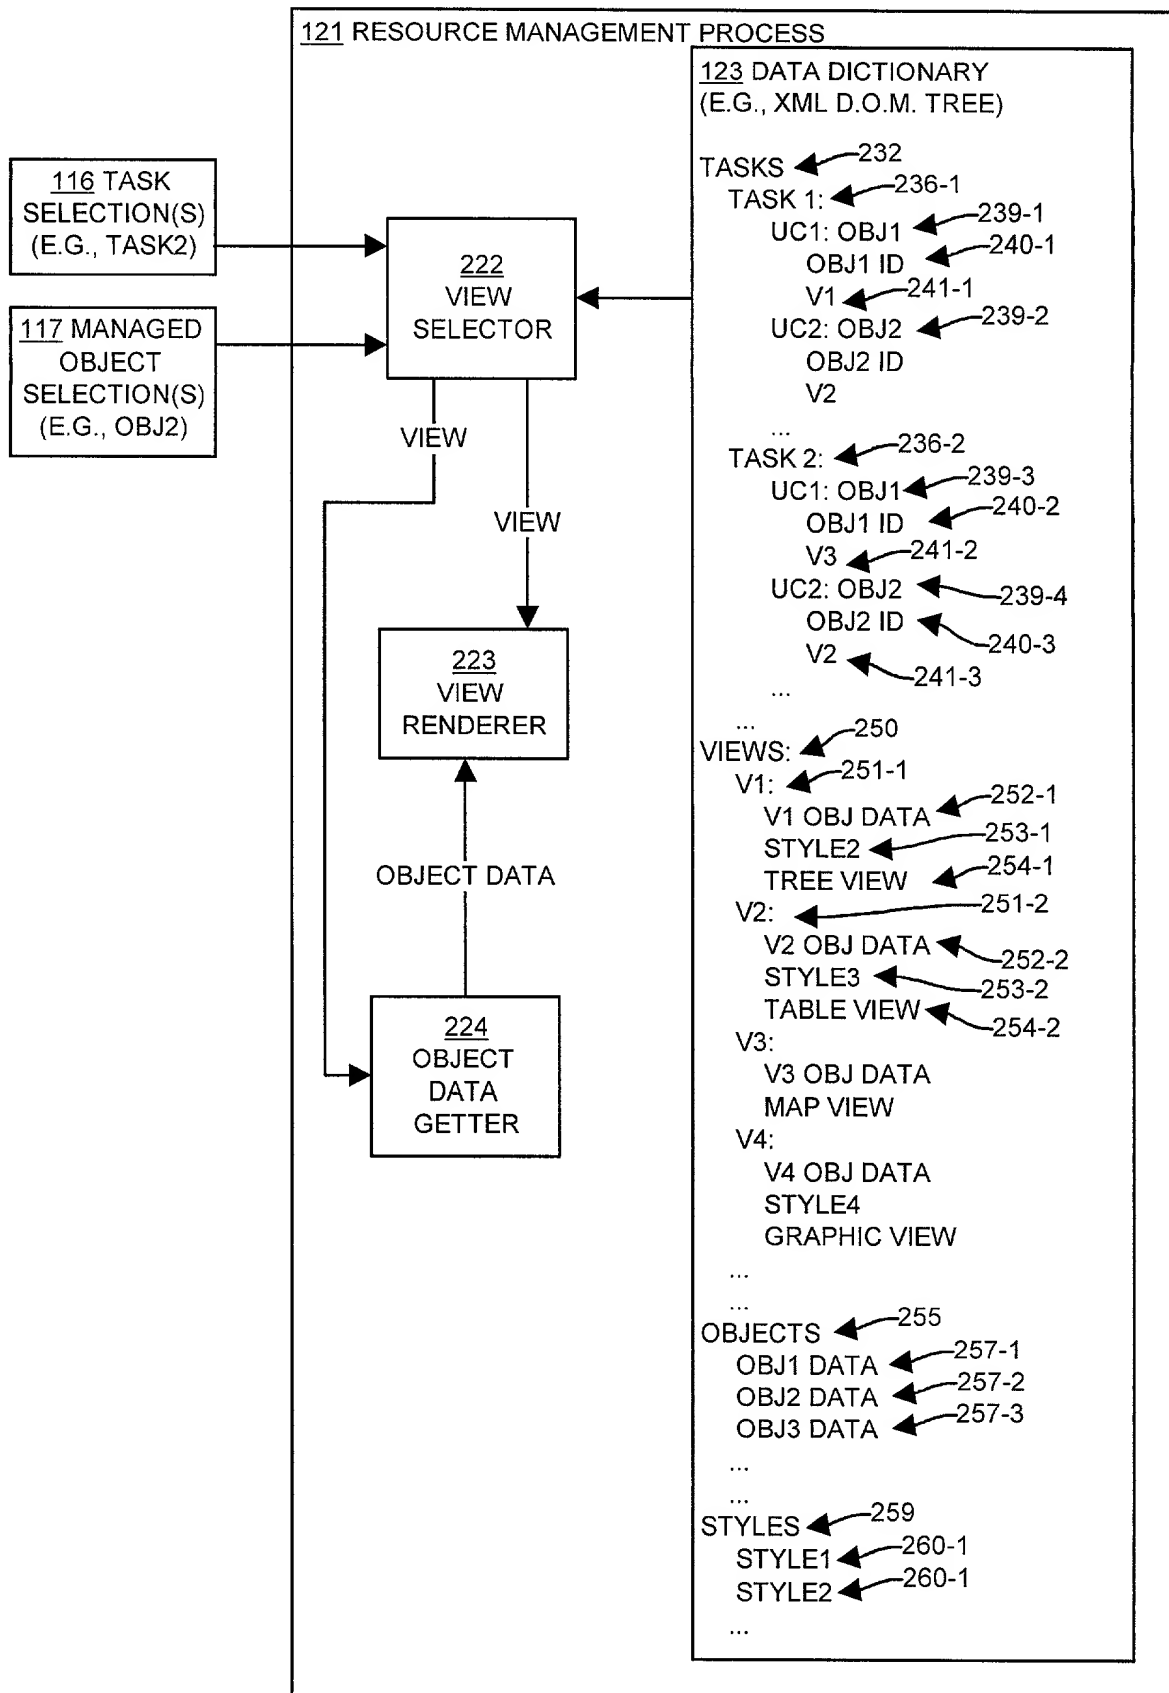 121 RESOURCE MANAGEMENT PROCESS
123 DATA DICTIONARY
(E.G., XML D.O.M. TREE)
116 TASK
SELECTION(S)
(E.G., TASK2)
117 MANAGED
OBJECT
SELECTION(S)
(E.G., OBJ2)
222
VIEW
SELECTOR
VIEW
VIEW
223
VIEW
RENDERER
OBJECT DATA
224
OBJECT
DATA
GETTER
TASKS 232
TASK 1: 236-1
UC1: OBJ1 239-1
OBJ1 ID 240-1
V1 241-1
UC2: OBJ2 239-2
OBJ2 ID
V2
...
TASK 2: 236-2
UC1: OBJ1 239-3
OBJ1 ID 240-2
V3 241-2
UC2: OBJ2 239-4
OBJ2 ID 240-3
V2 241-3
...
...
VIEWS: 250
V1: 251-1
V1 OBJ DATA 252-1
STYLE2 253-1
TREE VIEW 254-1
V2: 251-2
V2 OBJ DATA 252-2
STYLE3 253-2
TABLE VIEW 254-2
V3:
V3 OBJ DATA
MAP VIEW
V4:
V4 OBJ DATA
STYLE4
GRAPHIC VIEW
...
...
OBJECTS 255
OBJ1 DATA 257-1
OBJ2 DATA 257-2
OBJ3 DATA 257-3
...
...
STYLES 259
STYLE1 260-1
STYLE2 260-1
...